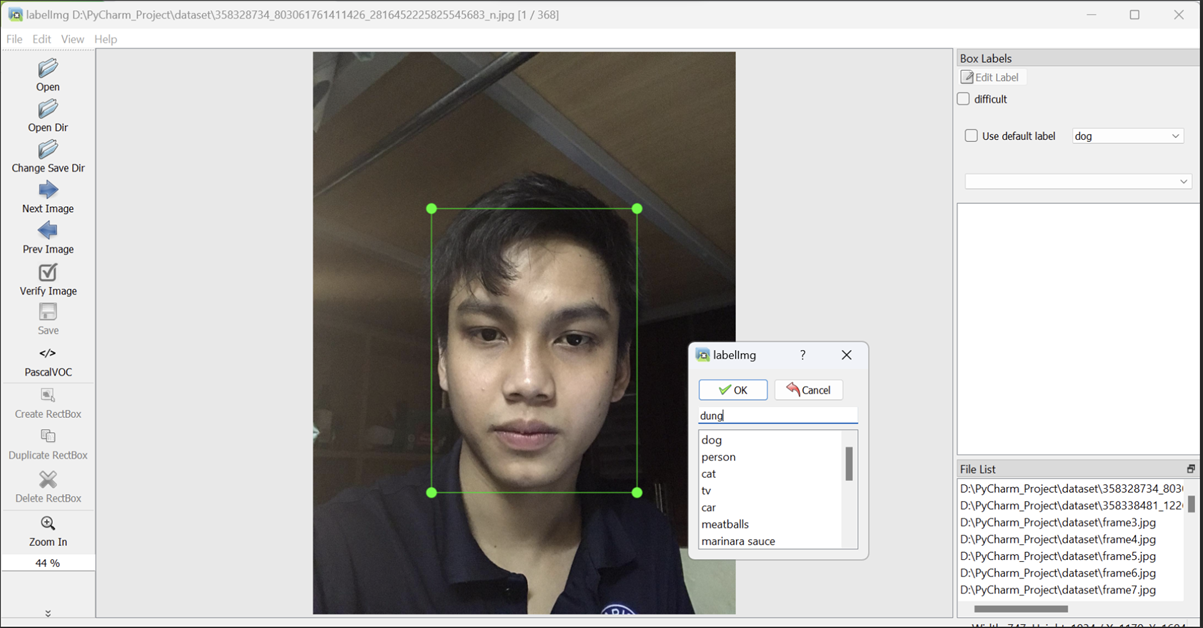 labelImg D:\PyCharm_Project\dataset\358328734_803061761411426_2816452225825545683_n.jpg [1 / 368]
File Edit View Help
Open
Open Dir
Change Save Dir
Next Image
Prev Image
Verify Image
Save
</>
PascalVOC
Create RectBox
Duplicate RectBox
Delete RectBox
Zoom In
44 %
labelImg ?
OK Cancel
dung
dog
person
cat
tv
car
meatballs
marinara sauce
Box Labels
Edit Label
difficult
Use default label dog
File List
D:\PyCharm_Project\dataset\358328734_803
D:\PyCharm_Project\dataset\358338481_122
D:\PyCharm_Project\dataset\frame3.jpg
D:\PyCharm_Project\dataset\frame4.jpg
D:\PyCharm_Project\dataset\frame5.jpg
D:\PyCharm_Project\dataset\frame6.jpg
D:\PyCharm_Project\dataset\frame7.jpg